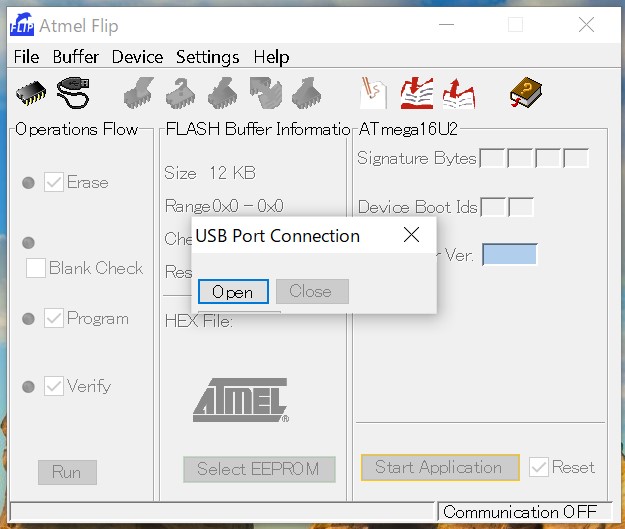 FLIP Atmel Flip
File Buffer Device Settings Help
Operations Flow
Erase
Blank Check
Program
Verify
Run
FLASH Buffer Informatio
Size 12 KB
Range 0x0 - 0x0
Che
Res
HEX File:
ATMEL®
Select EEPROM
ATmega16U2
Signature Bytes
Device Boot Ids
r Ver.
Start Application
Reset
USB Port Connection
Open Close
Communication OFF